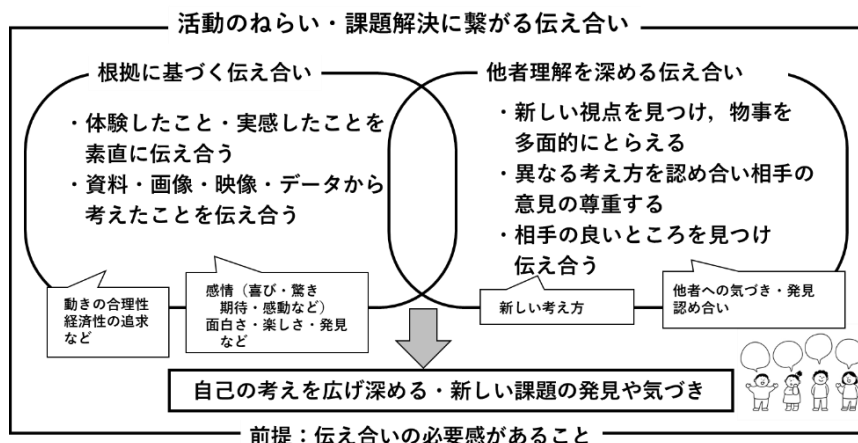 活動のねらい・課題解決に繋がる伝え合い
根拠に基づく伝え合い
・体験したこと・実感したことを
素直に伝え合う
・資料・画像・映像・データから
考えたことを伝え合う
動きの合理性
経済性の追求
など
感情（喜び・驚き
期待・感動など）
面白さ・楽しさ・発見
など
他者理解を深める伝え合い
・新しい視点を見つけ，物事を
多面的にとらえる
・異なる考え方を認め合い相手の
意見の尊重する
・相手の良いところを見つけ
伝え合う
新しい考え方
他者への気づき・発見
認め合い
自己の考えを広げ深める・新しい課題の発見や気づき
前提：伝え合いの必要感があること